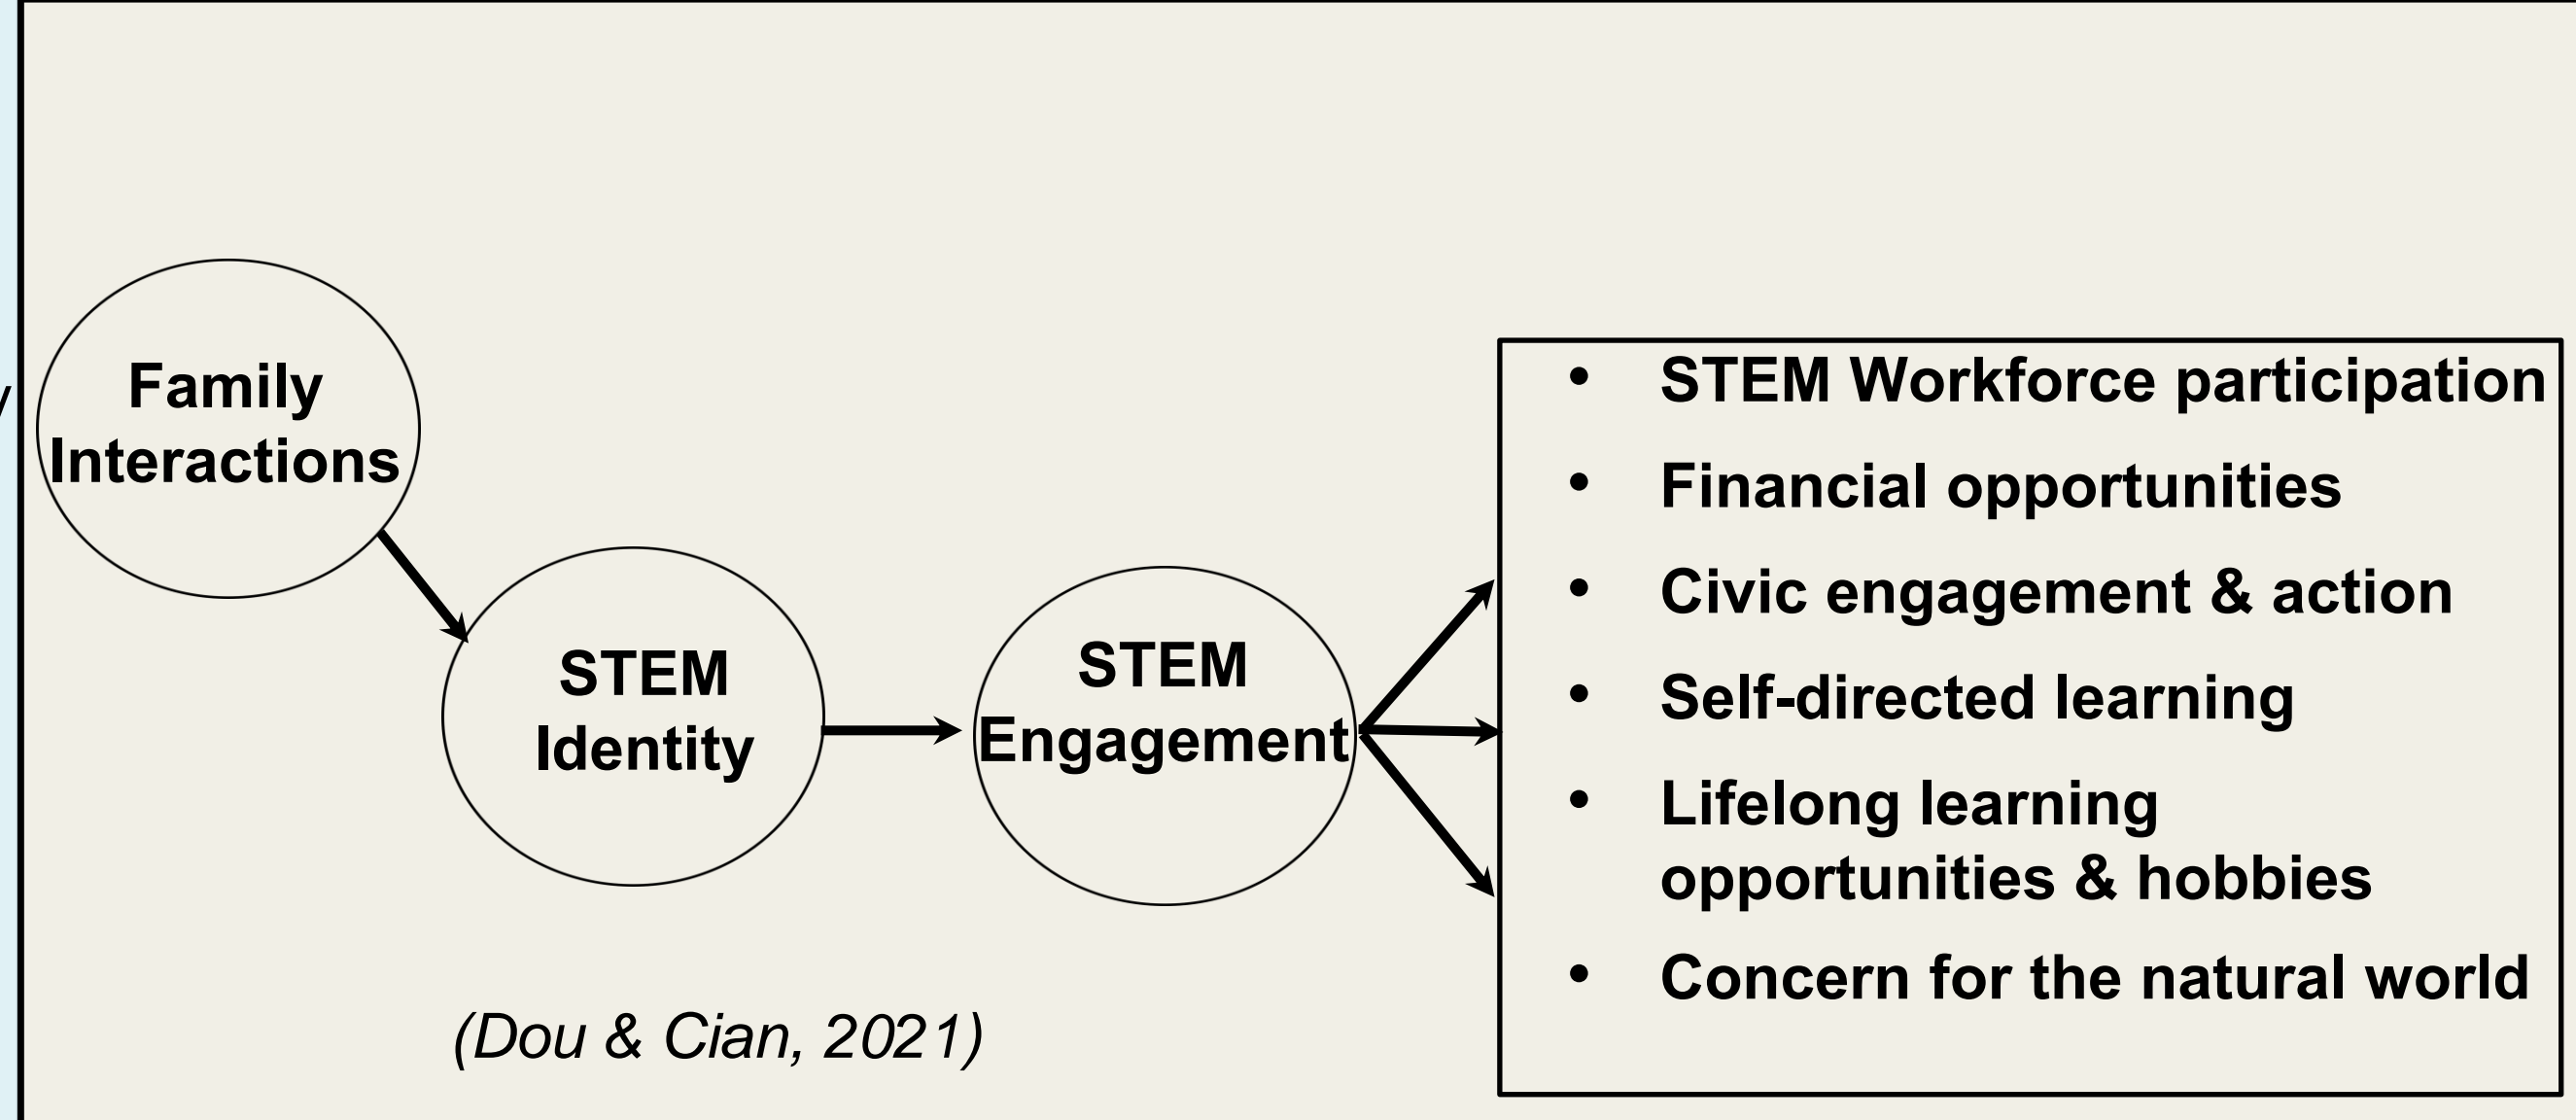 Family
Interactions
STEM
Identity
STEM
Engagement
• STEM Workforce participation
• Financial opportunities
• Civic engagement & action
• Self-directed learning
• Lifelong learning
opportunities & hobbies
• Concern for the natural world
(Dou & Cian, 2021)